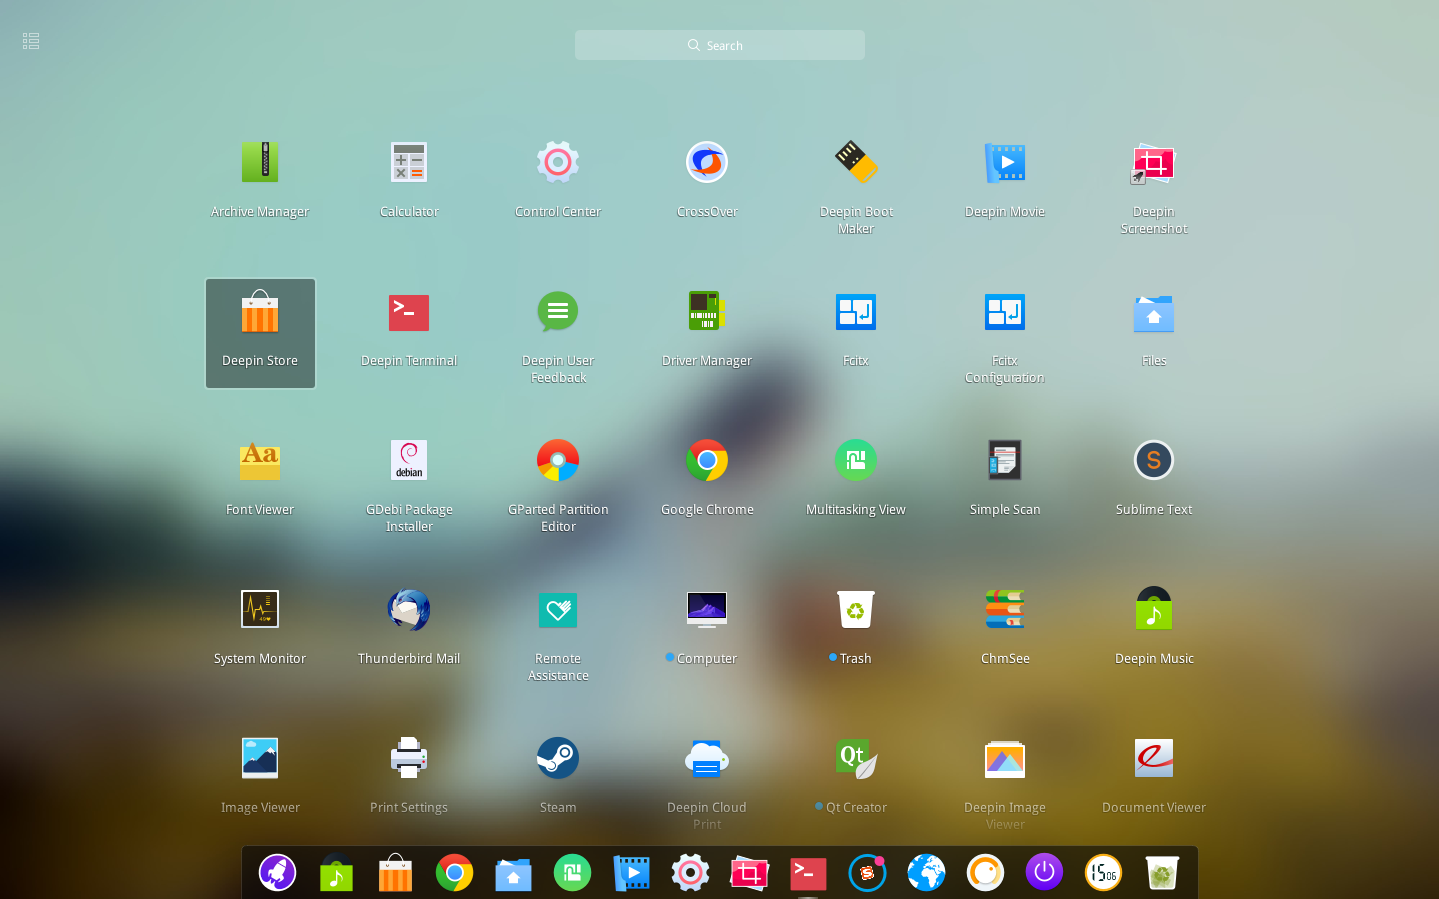 Search
Archive Manager
Calculator
Control Center
CrossOver
Deepin Boot
Maker
Deepin Movie
Deepin
Screenshot
Deepin Store
Deepin Terminal
Deepin User
Feedback
Driver Manager
Fcitx
Fcitx
Configuration
Files
Aa
Font Viewer
debian
GDebi Package
Installer
GParted Partition
Editor
Google Chrome
Multitasking View
Simple Scan
S
Sublime Text
System Monitor
Thunderbird Mail
Remote
Assistance
Computer
Trash
ChmSee
Deepin Music
Image Viewer
Print Settings
Steam
Deepin Cloud
Print
Qt
Qt Creator
Deepin Image
Viewer
Document Viewer
S
15 06